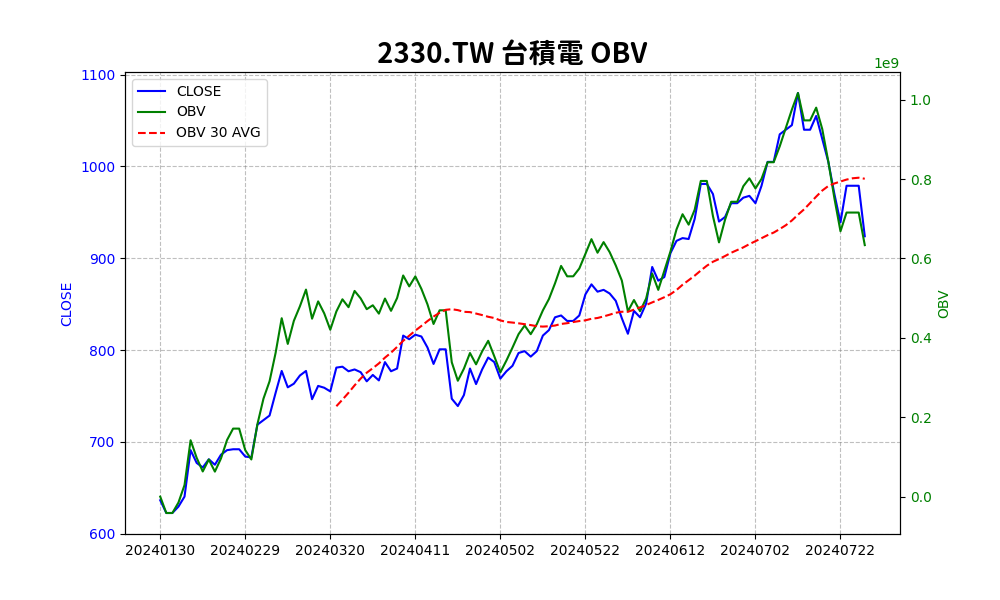 2330.TW 台積電 OBV
1e9
CLOSE
OBV
OBV 30 AVG
1100
1000
900
800
700
600
CLOSE
1.0
0.8
0.6
0.4
0.2
0.0
OBV
20240130 20240229 20240320 20240411 20240502 20240522 20240612 20240702 20240722